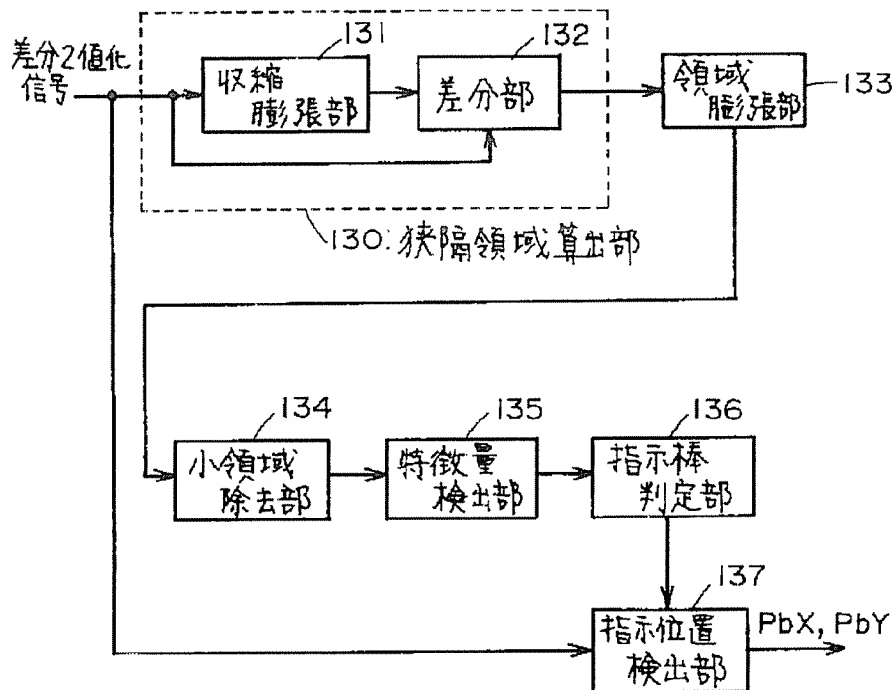 差分2値化
信号
131
収縮
膨張部
132
差分部
領域
膨張部
133
130:狭隔領域算出部
134
小領域
除去部
135
特徴量
検出部
136
指示棒
判定部
137
指示位置
検出部
PbX, PbY